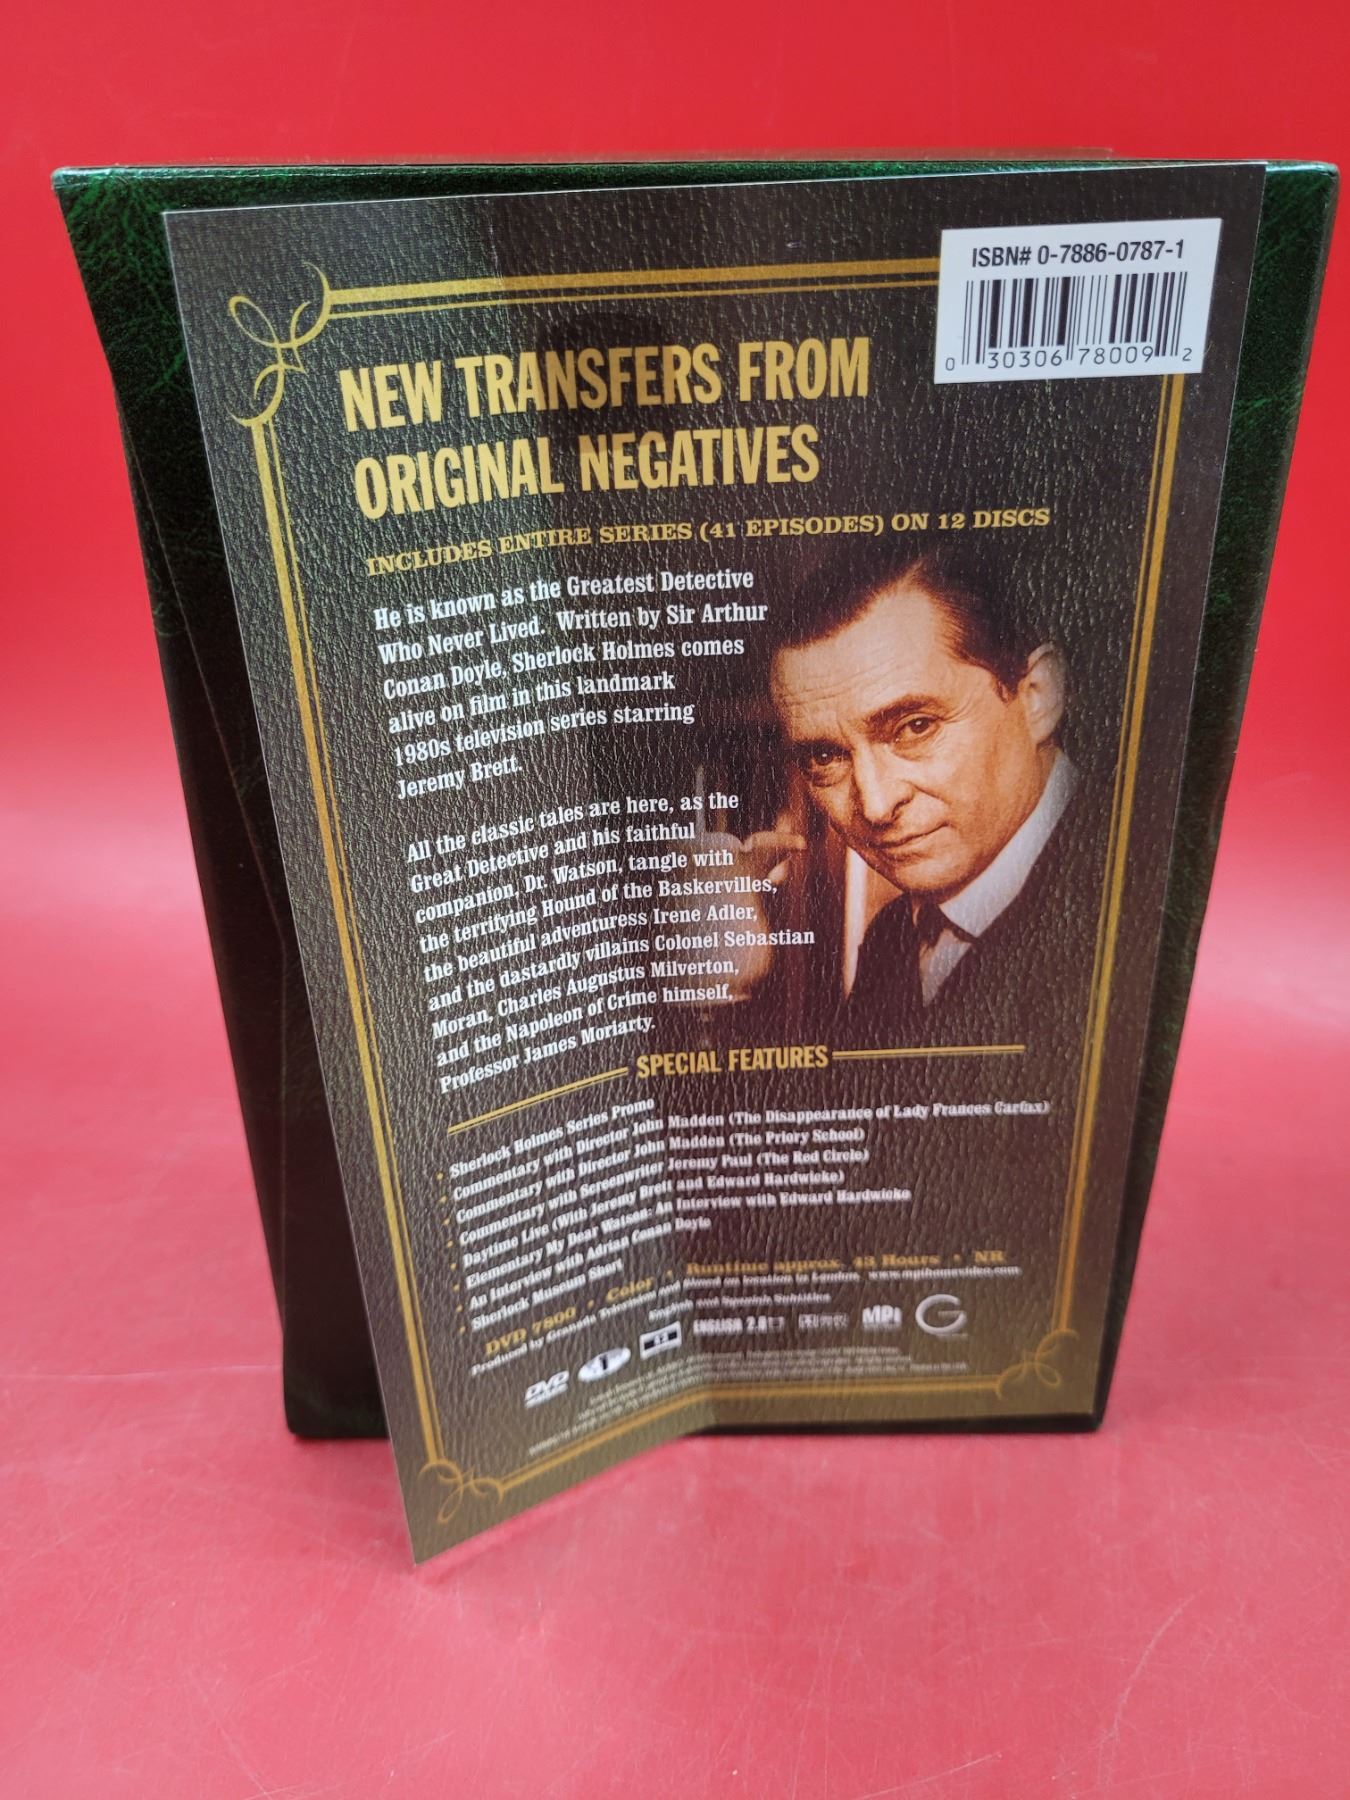 ISBN# 0-7886-0787-1
0 30306 78009 2
NEW TRANSFERS FROM
ORIGINAL NEGATIVES
INCLUDES ENTIRE SERIES (41 EPISODES) ON 12 DISCS
He is known as the Greatest Detective
Who Never Lived. Written by Sir Arthur
Conan Doyle, Sherlock Holmes comes
alive on film in this landmark
1980s television series starring
Jeremy Brett.
All the classic tales are here, as the
Great Detective and his faithful
companion, Dr. Watson, tangle with
the terrifying Hound of the Baskervilles,
the beautiful adventuress Irene Adler,
and the dastardly villains Colonel Sebastian
Moran, Charles Augustus Milverton,
and the Napoleon of Crime himself,
Professor James Moriarty.
SPECIAL FEATURES
• Sherlock Holmes Series Promo
• Commentary with Director John Madden (The Disappearance of Lady Frances Carfax)
• Commentary with Director John Madden (The Priory School)
• Commentary with Screenwriter Jeremy Paul (The Red Circle)
• Daytime Live (With Jeremy Brett and Edward Hardwicke)
• Elementary My Dear Watson: An Interview with Edward Hardwicke
• An Interview with Adrian Conan Doyle
• Sherlock Museum Short
DVD 7800 • Color • Runtime approx. 43 Hours • NR
Produced by Granada Television and filmed on location in London. www.mpihomevideo.com
English and Spanish Subtitles
DVD
1
ENGLISH 2.0
MPI
G